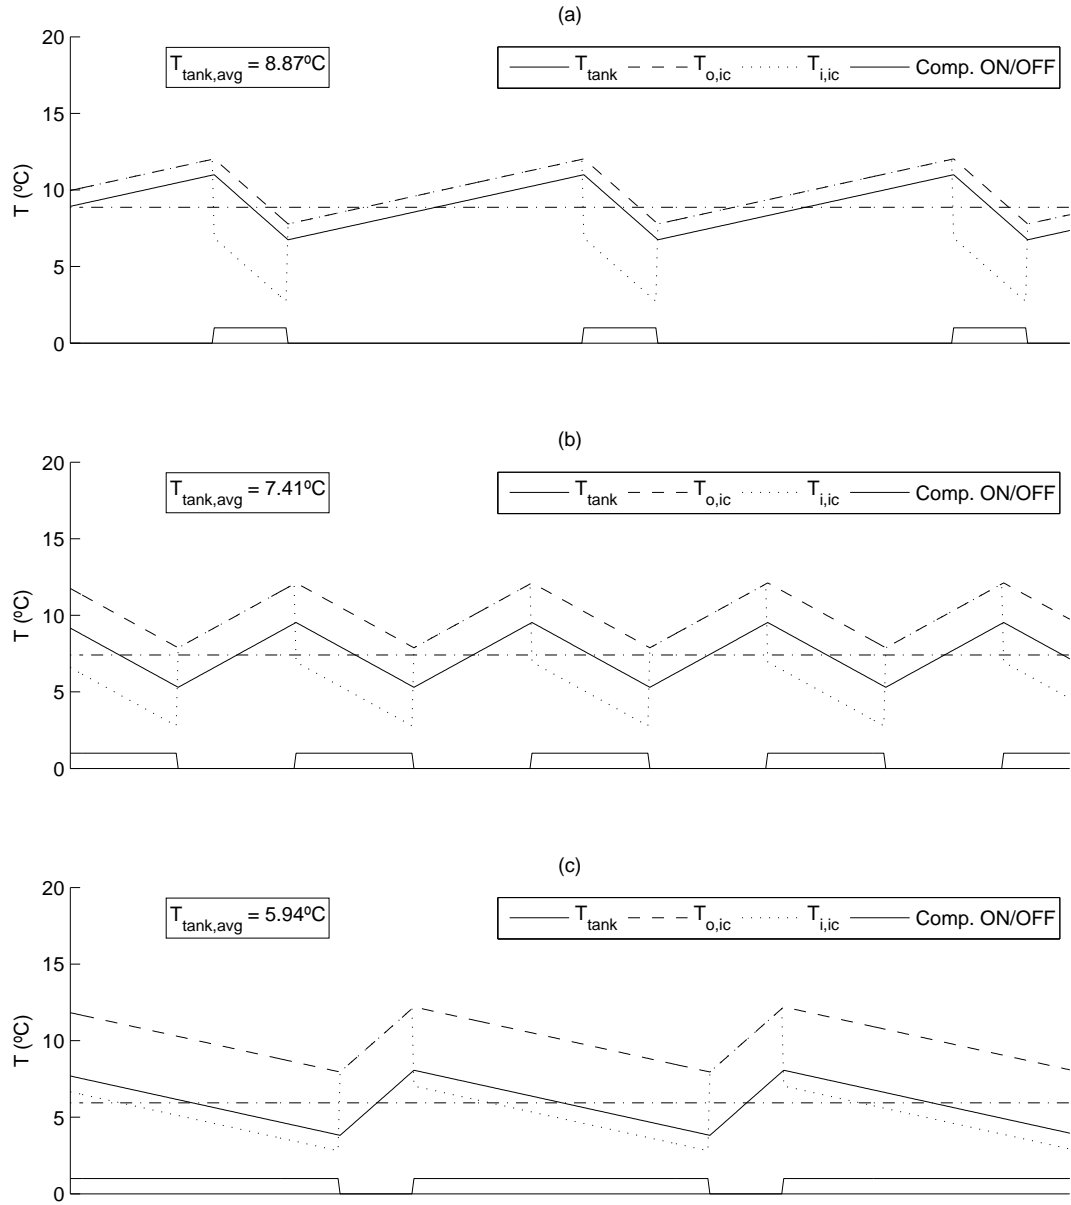 (a)
20
T_tank,avg = 8.87ºC
T_tank T_o,ic T_i,ic Comp. ON/OFF
15
10
T (ºC)
5
0
(b)
20
T_tank,avg = 7.41ºC
T_tank T_o,ic T_i,ic Comp. ON/OFF
15
10
T (ºC)
5
0
(c)
20
T_tank,avg = 5.94ºC
T_tank T_o,ic T_i,ic Comp. ON/OFF
15
10
T (ºC)
5
0